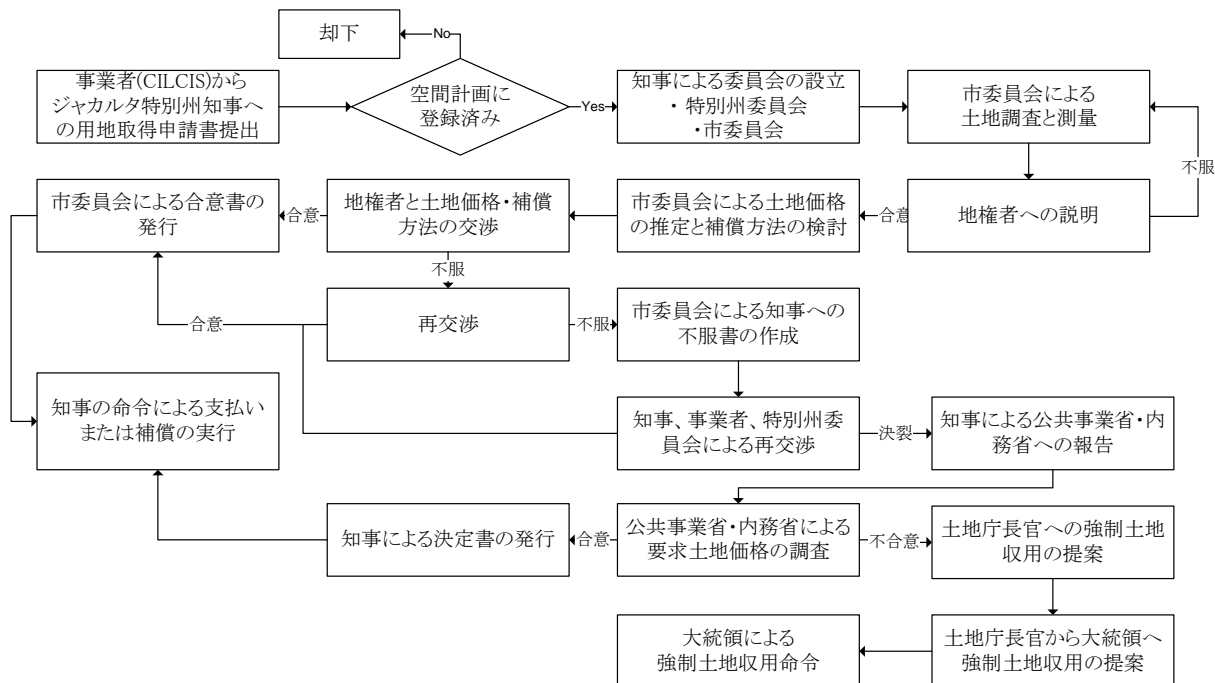 却下
No
事業者(CILCIS)から
ジャカルタ特別州知事へ
の用地取得申請書提出
空間計画に
登録済み
Yes
知事による委員会の設立
・ 特別州委員会
・市委員会
市委員会による
土地調査と測量
不服
市委員会による合意書の
発行
合意
地権者と土地価格・補償
方法の交渉
市委員会による土地価格
の推定と補償方法の検討
合意
地権者への説明
不服
合意
再交渉
不服
市委員会による知事への
不服書の作成
知事の命令による支払い
または補償の実行
知事、事業者、特別州委
員会による再交渉
決裂
知事による公共事業省・内
務省への報告
知事による決定書の発行
合意
公共事業省・内務省による
要求土地価格の調査
不合意
土地庁長官への強制土地
収用の提案
大統領による
強制土地収用命令
土地庁長官から大統領へ
強制土地収用の提案